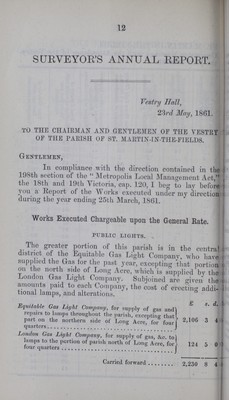 12
SURVEYOR'S ANNUAL REPORT.
Vestry Hall,
23rd May, 1861.
TO THE CHAIRMAN AND GENTLEMEN OF THE VESTRY
OF THE PARISH OF ST. MARTIN-IN-THE-FIELDS.
GENTLEMEN,
In compliance with the direction contained in the
198th section of the "Metropolis Local Management Act,"
the 18th and 19th Victoria, cap. 120, I beg to lay before
you a Report of the Works executed under my direction
during the year ending 25th March, 1861.
Works Executed Chargeable upon the General Rate.
PUBLIC LIGHTS.
The greater portion of this parish is in the central
district of the Equitable Gas Light Company, who have
supplied the Gas for the past year, excepting that portion
on the north side of Long Acre, which is supplied by the
London Gas Light Company. Subjoined are given the
amounts paid to each Company, the cost of erecting addi-
tional lamps, and alterations.
£ s. d.
Equitable Gas Light Company, for supply of gas and
repairs to lamps throughout the parish, excepting that
part on the northern side of Long Acre, for four
quarters 2,106 3 4
London Gas Light Company, for supply of gas, &c. to
lamps to the portion of parish north of Long Acre, for
four quarters 124 5 0
Carried forward 2,230 8 4